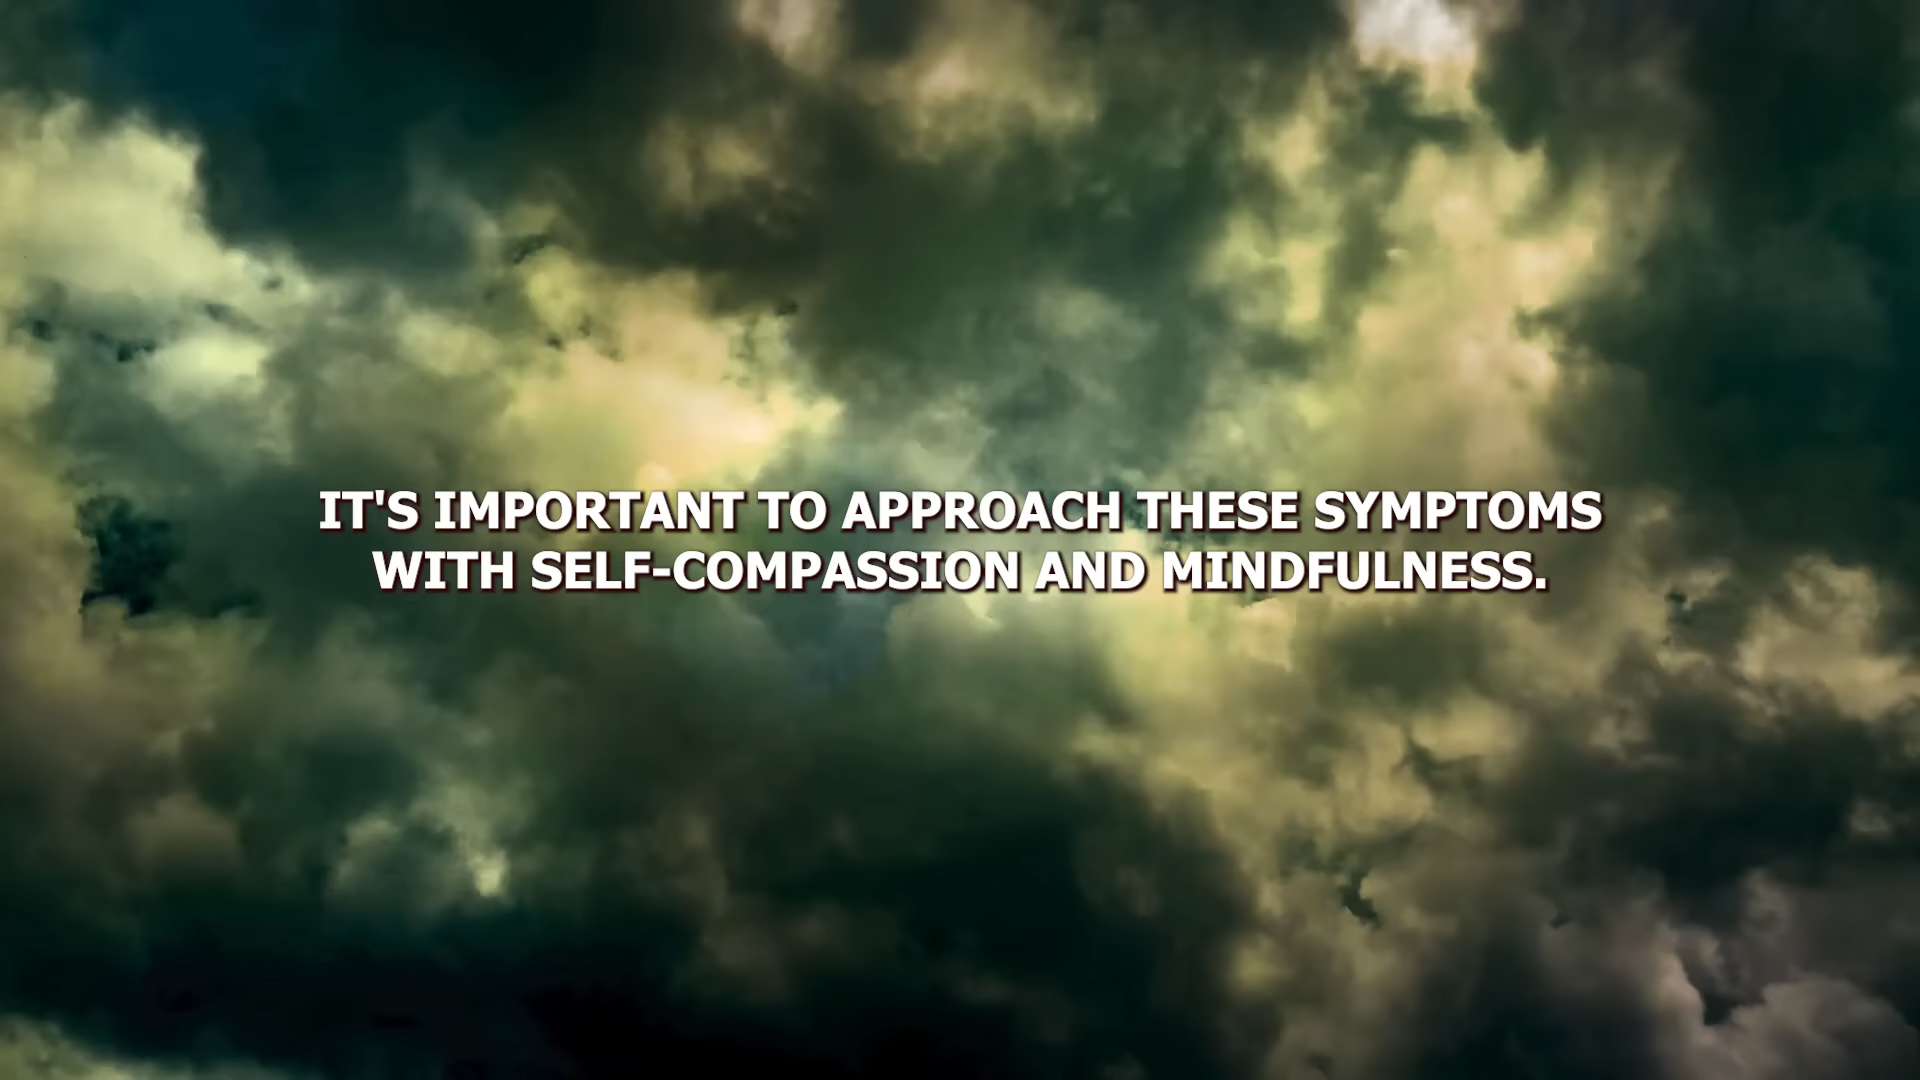 IT'S IMPORTANT TO APPROACH THESE SYMPTOMS
WITH SELF-COMPASSION AND MINDFULNESS.